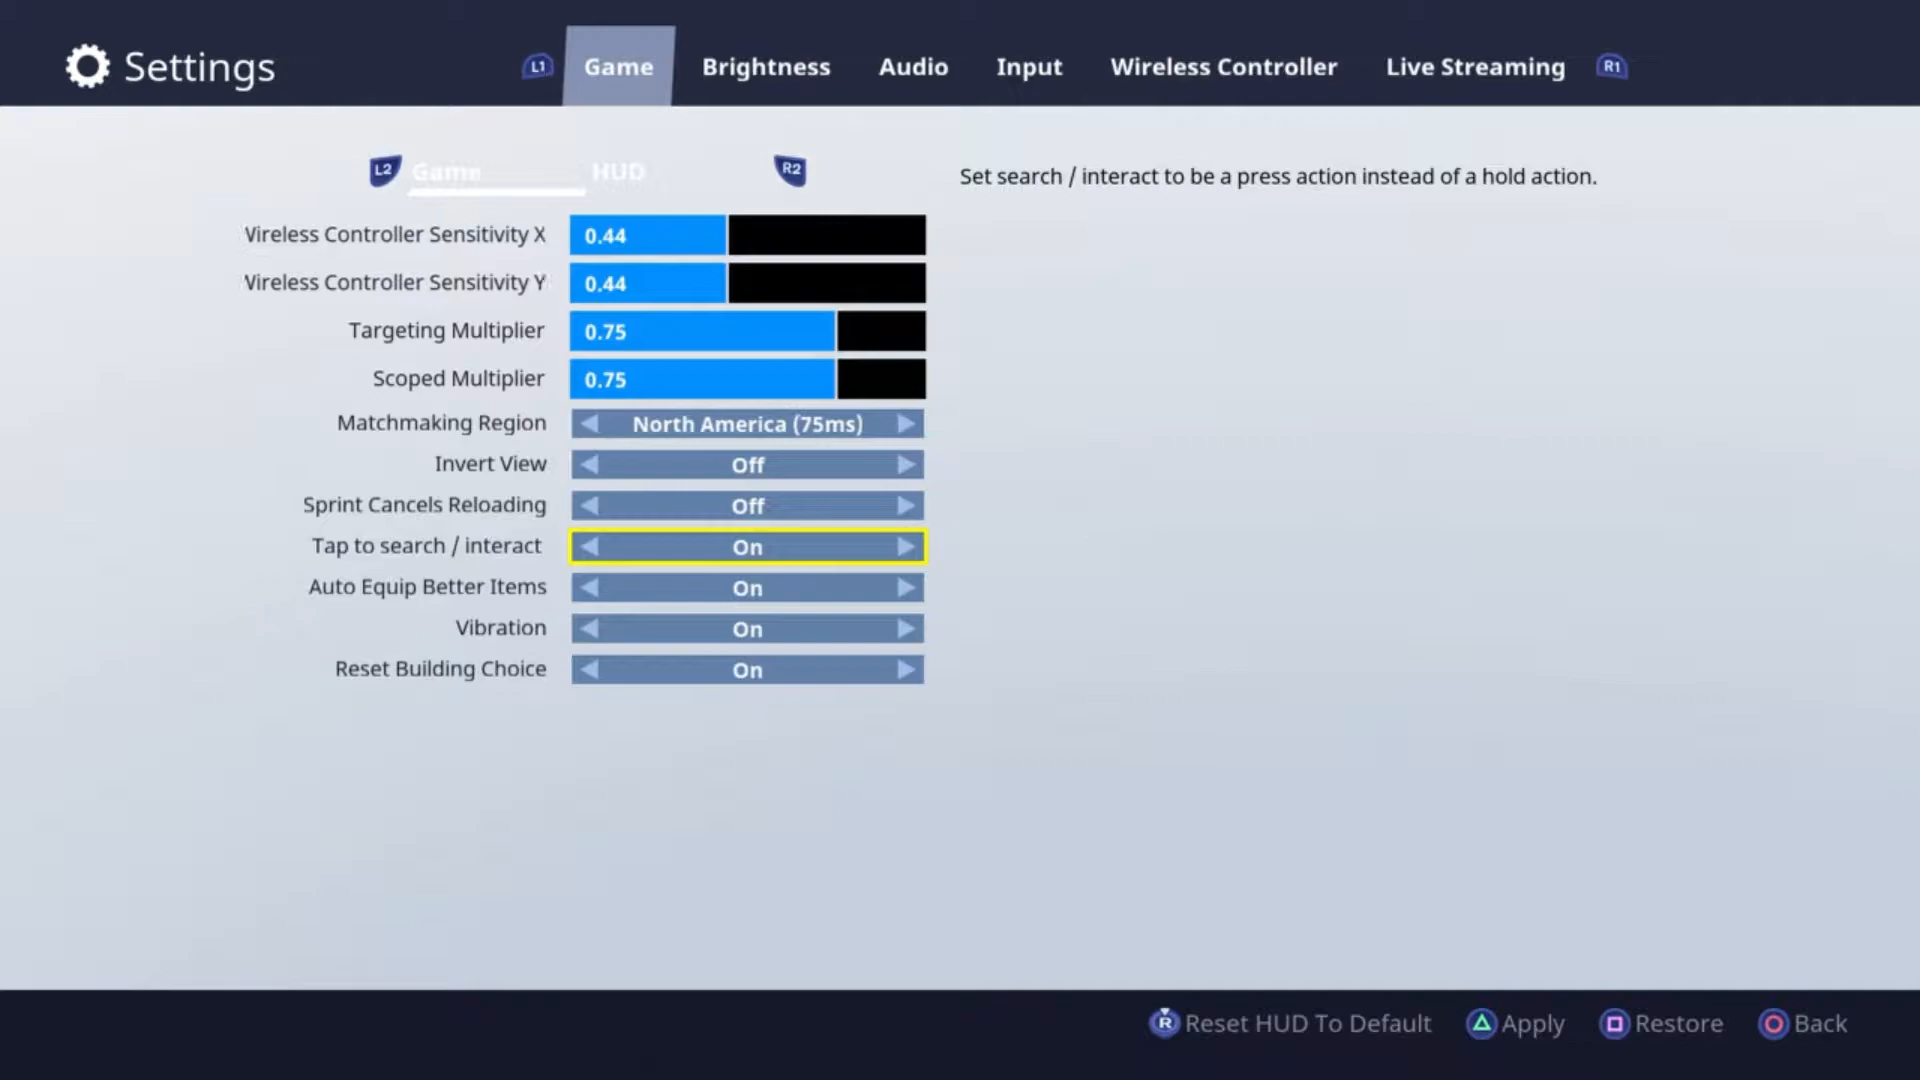 Settings
L1 Game Brightness Audio Input Wireless Controller Live Streaming R1
L2 Game HUD R2
Set search / interact to be a press action instead of a hold action.
Wireless Controller Sensitivity X 0.44
Wireless Controller Sensitivity Y 0.44
Targeting Multiplier 0.75
Scoped Multiplier 0.75
Matchmaking Region North America (75ms)
Invert View Off
Sprint Cancels Reloading Off
Tap to search / interact On
Auto Equip Better Items On
Vibration On
Reset Building Choice On
R Reset HUD To Default Apply Restore Back